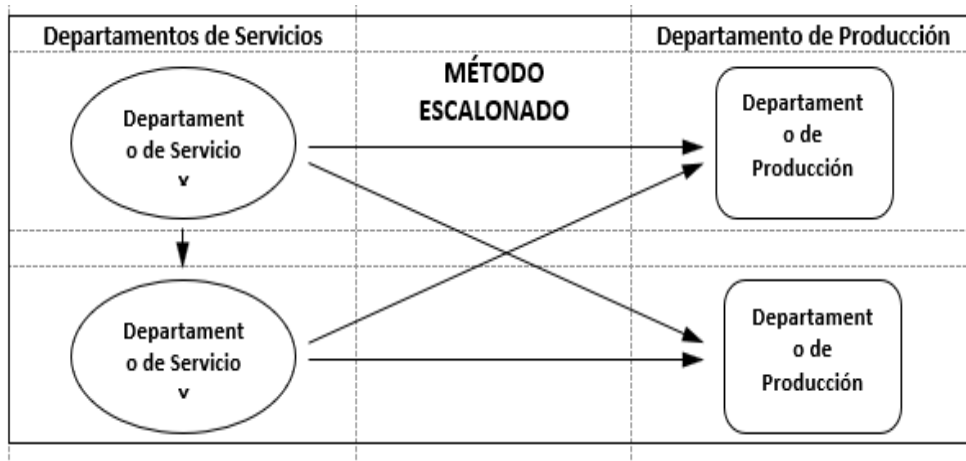 Departamentos de Servicios
Departamento de Producción
MÉTODO
ESCALONADO
Departament
o de Servicio
Departament
o de
Producción
Departament
o de Servicio
Departament
o de
Producción